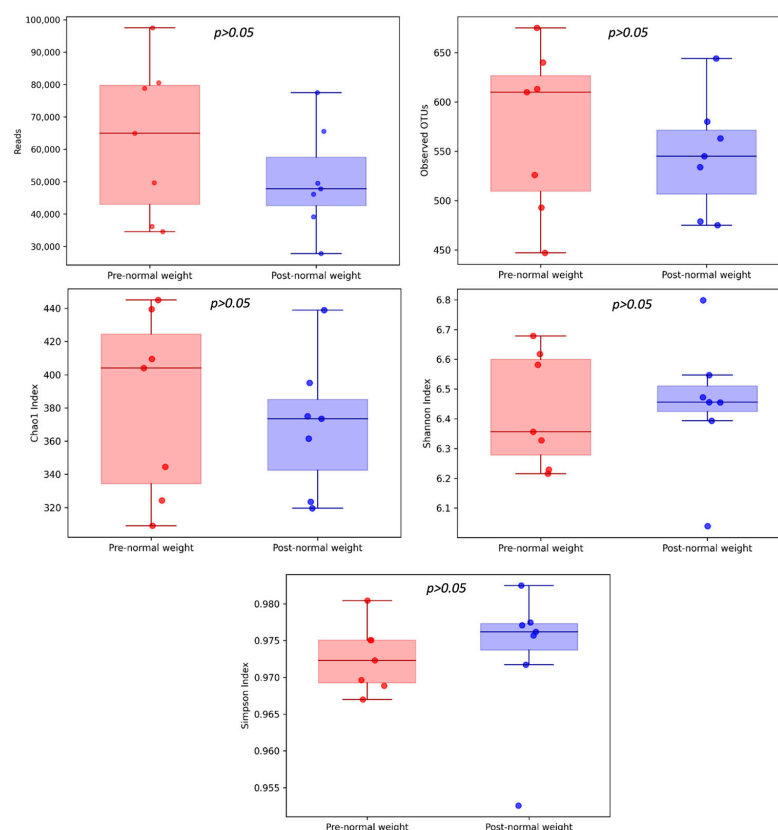 p>0.05
100,000
90,000
80,000
70,000
60,000
50,000
40,000
30,000
Reads
Pre-normal weight
Post-normal weight
p>0.05
650
600
550
500
450
Observed OTUs
Pre-normal weight
Post-normal weight
p>0.05
440
420
400
380
360
340
320
Chao1 Index
Pre-normal weight
Post-normal weight
p>0.05
6.8
6.7
6.6
6.5
6.4
6.3
6.2
6.1
Shannon Index
Pre-normal weight
Post-normal weight
p>0.05
0.980
0.975
0.970
0.965
0.960
0.955
Simpson Index
Pre-normal weight
Post-normal weight